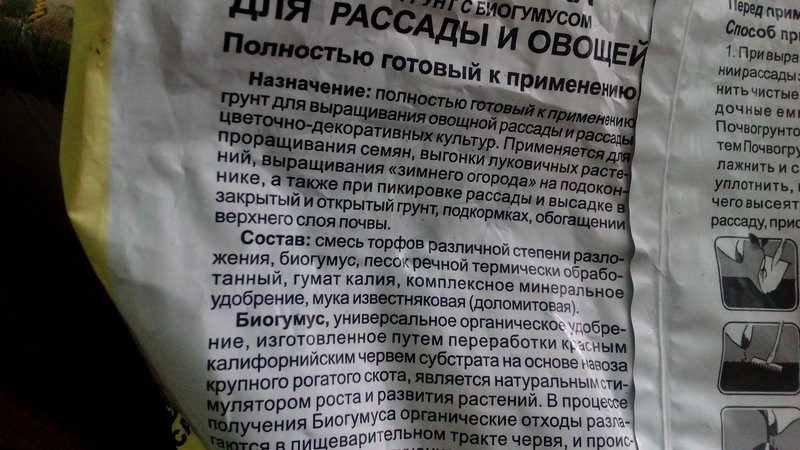 ГРУНТ С БИОГУМУСОМ
ДЛЯ РАССАДЫ И ОВОЩЕЙ
Полностью готовый к применению
Назначение: полностью готовый к применению
грунт для выращивания овощной рассады и рассады
цветочно-декоративных культур. Применяется для
проращивания семян, выгонки луковичных расте-
ний, выращивания «зимнего огорода» на подокон-
нике, а также при пикировке рассады и высадке в
закрытый и открытый грунт, подкормках, обогащении
верхнего слоя почвы.
Состав: смесь торфов различной степени разло-
жения, биогумус, песок речной термически обрабо-
танный, гумат калия, комплексное минеральное
удобрение, мука известняковая (доломитовая).
Биогумус, универсальное органическое удобре-
ние, изготовленное путем переработки красным
калифорнийским червем субстрата на основе навоза
крупного рогатого скота, является натуральным сти-
мулятором роста и развития растений. В процессе
получения Биогумуса органические отходы разла-
гаются в пищеварительном тракте червя, и проис-
Перед прим
Способ пр
1. При выра
нии рассады:
нить чистые
дочные ем
Почвогрунто
тем Почвогр
лажнить и с
уплотнить,
чего высеят
рассаду, прис